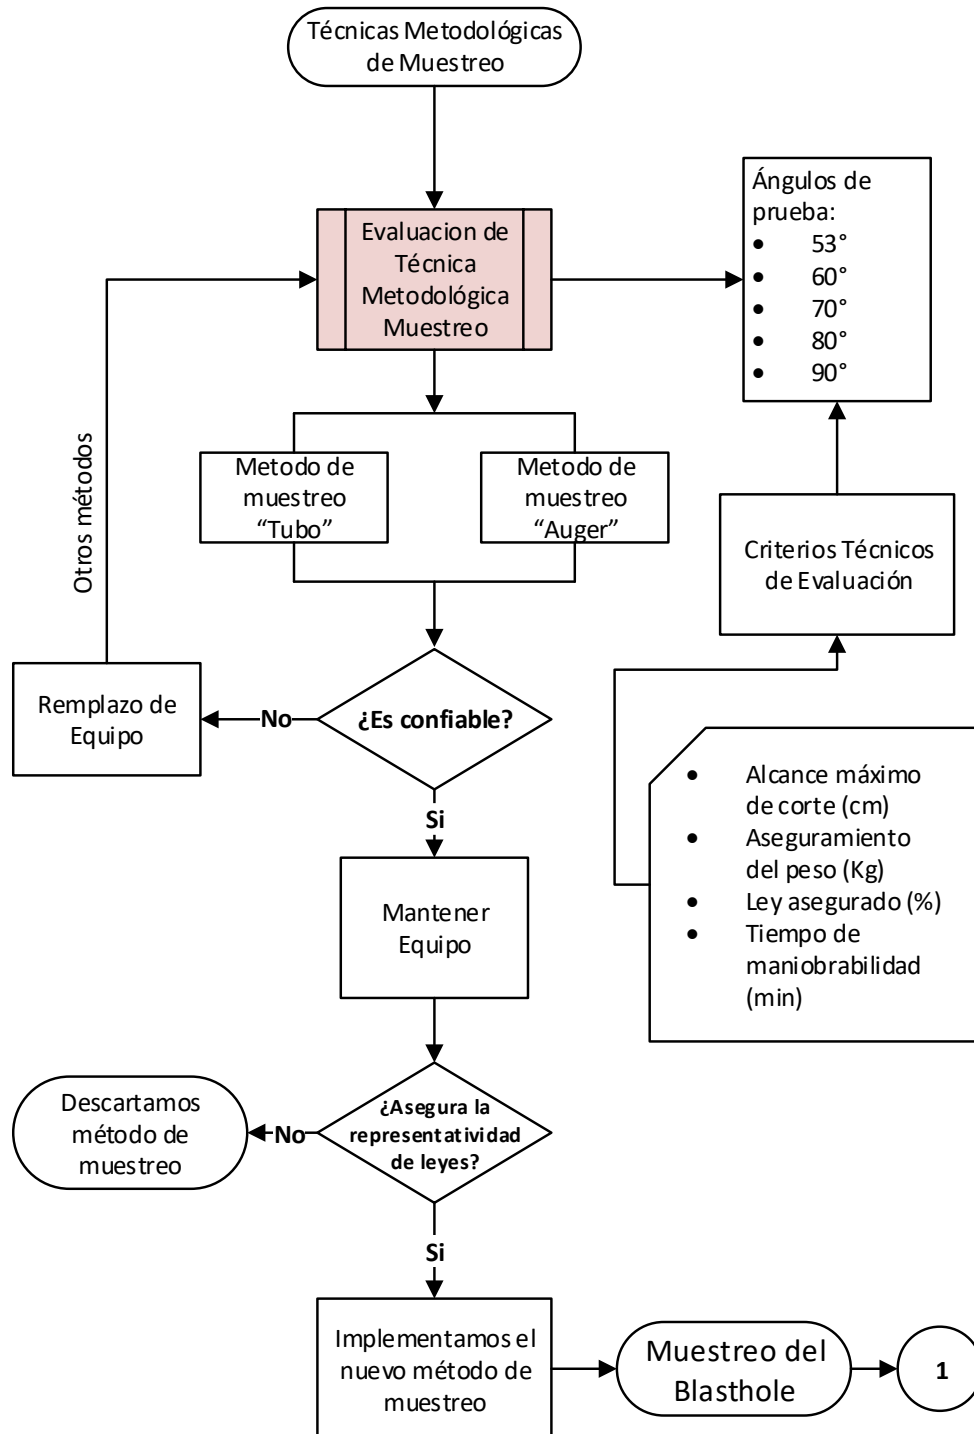 Técnicas Metodológicas
de Muestreo
Evaluacion de
Técnica
Metodológica
Muestreo
Ángulos de
prueba:
• 53°
• 60°
• 70°
• 80°
• 90°
Otros métodos
Metodo de
muestreo
“Tubo”
Metodo de
muestreo
“Auger”
Criterios Técnicos
de Evaluación
Remplazo de
Equipo
No
¿Es confiable?
Si
• Alcance máximo
de corte (cm)
• Aseguramiento
del peso (Kg)
• Ley asegurado (%)
• Tiempo de
maniobrabilidad
(min)
Mantener
Equipo
Descartamos
método de
muestreo
No
¿Asegura la
representatividad
de leyes?
Si
Implementamos el
nuevo método de
muestreo
Muestreo del
Blasthole
1